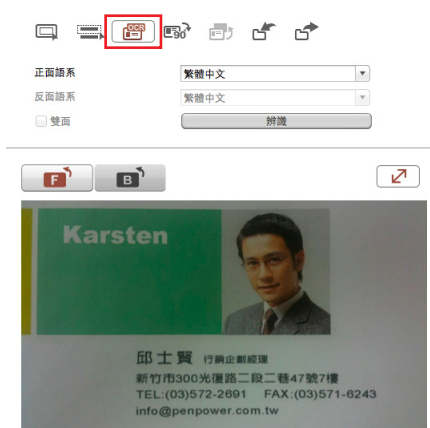 OCR
90°
正面語系 繁體中文
反面語系 繁體中文
雙面 辨識
F B
Karsten
邱士賢 行銷企劃經理
新竹市300光復路二段二巷47號7樓
TEL:(03)572-2691 FAX:(03)571-6243
info@penpower.com.tw